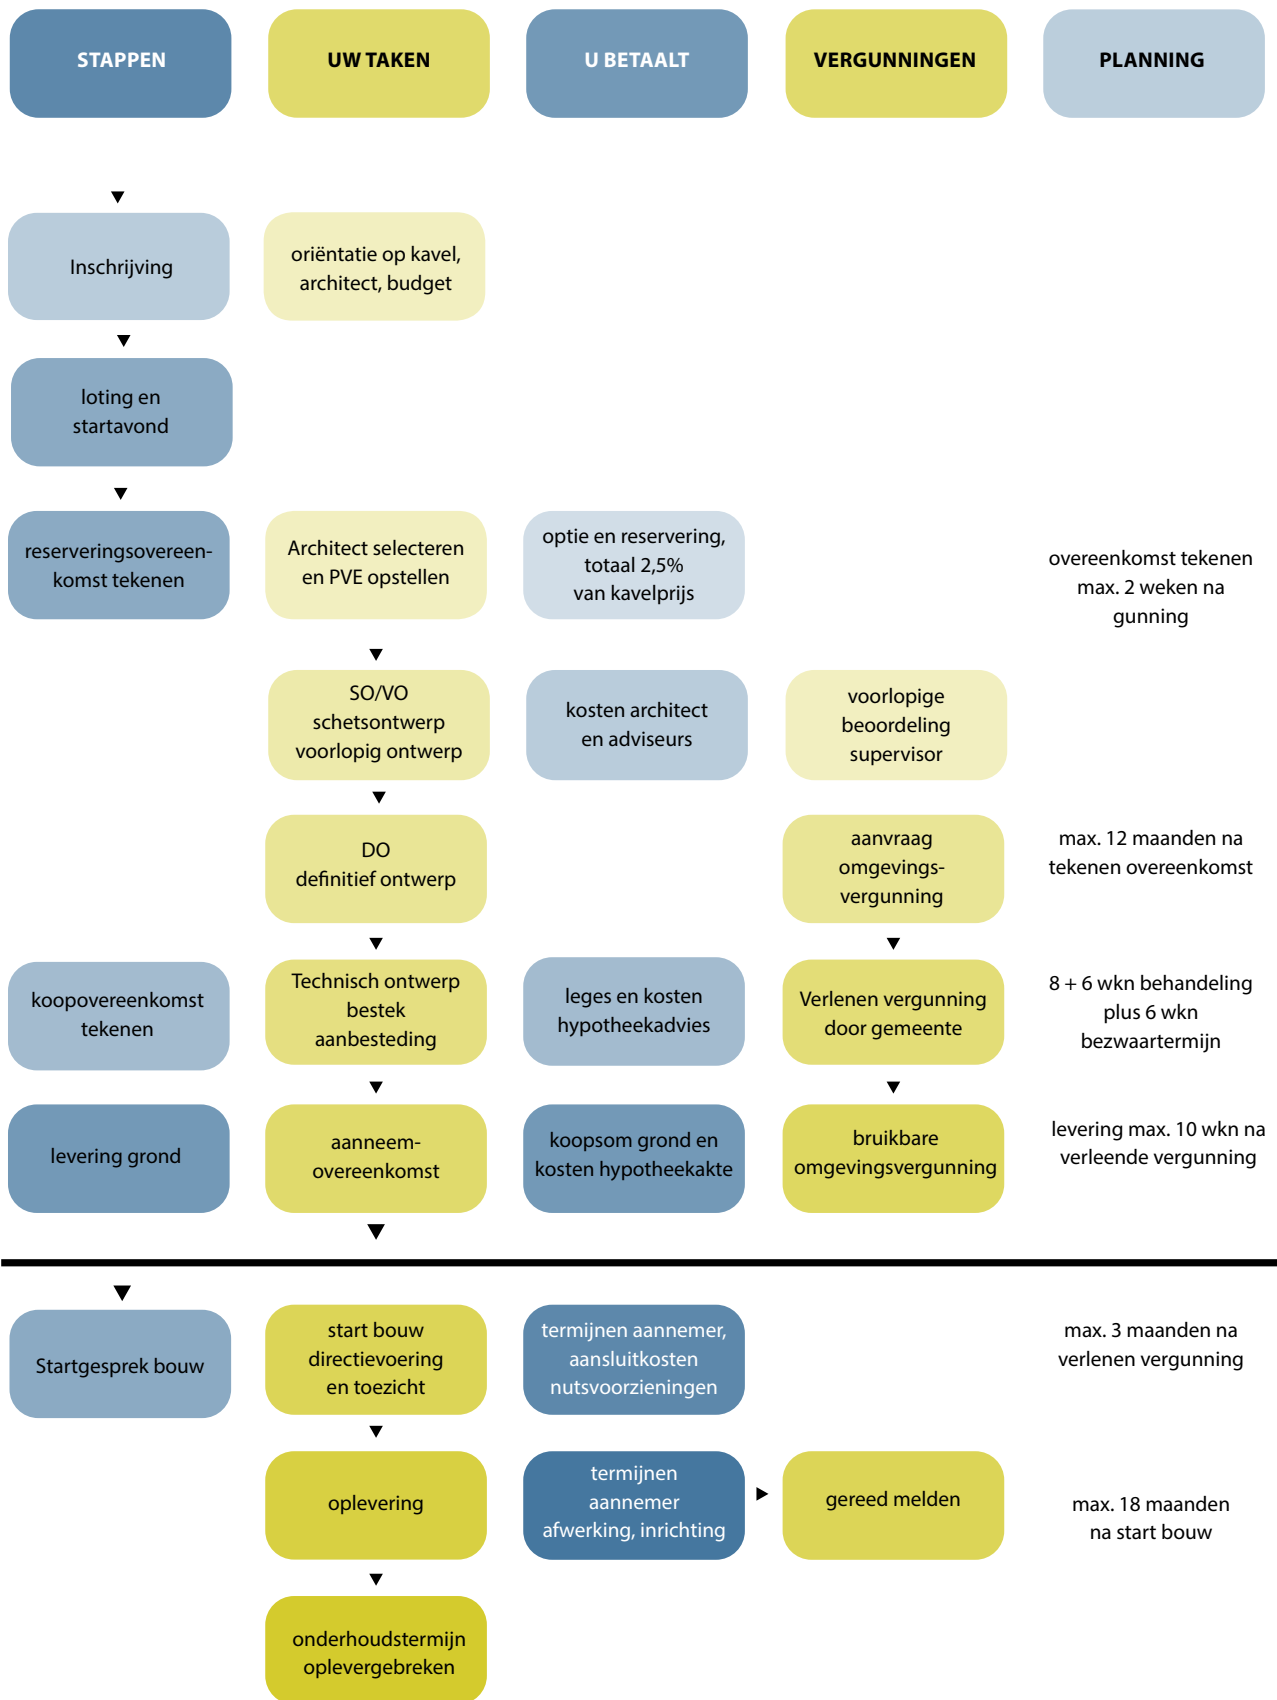 STAPPEN
UW TAKEN
U BETAALT
VERGUNNINGEN
PLANNING
Inschrijving
oriëntatie op kavel,
architect, budget
loting en
startavond
reserveringsovereen-
komst tekenen
Architect selecteren
en PVE opstellen
optie en reservering,
totaal 2,5%
van kavelprijs
overeenkomst tekenen
max. 2 weken na
gunning
SO/VO
schetsontwerp
voorlopig ontwerp
kosten architect
en adviseurs
voorlopige
beoordeling
supervisor
DO
definitief ontwerp
aanvraag
omgevings-
vergunning
max. 12 maanden na
tekenen overeenkomst
koopovereenkomst
tekenen
Technisch ontwerp
bestek
aanbesteding
leges en kosten
hypotheekadvies
Verlenen vergunning
door gemeente
8 + 6 wkn behandeling
plus 6 wkn
bezwaartermijn
levering grond
aanneem-
overeenkomst
koopsom grond en
kosten hypotheekakte
bruikbare
omgevingsvergunning
levering max. 10 wkn na
verleende vergunning
Startgesprek bouw
start bouw
directievoering
en toezicht
termijnen aannemer,
aansluitkosten
nutsvoorzieningen
max. 3 maanden na
verlenen vergunning
oplevering
termijnen
aannemer
afwerking, inrichting
gereed melden
max. 18 maanden
na start bouw
onderhoudstermijn
oplevergebreken